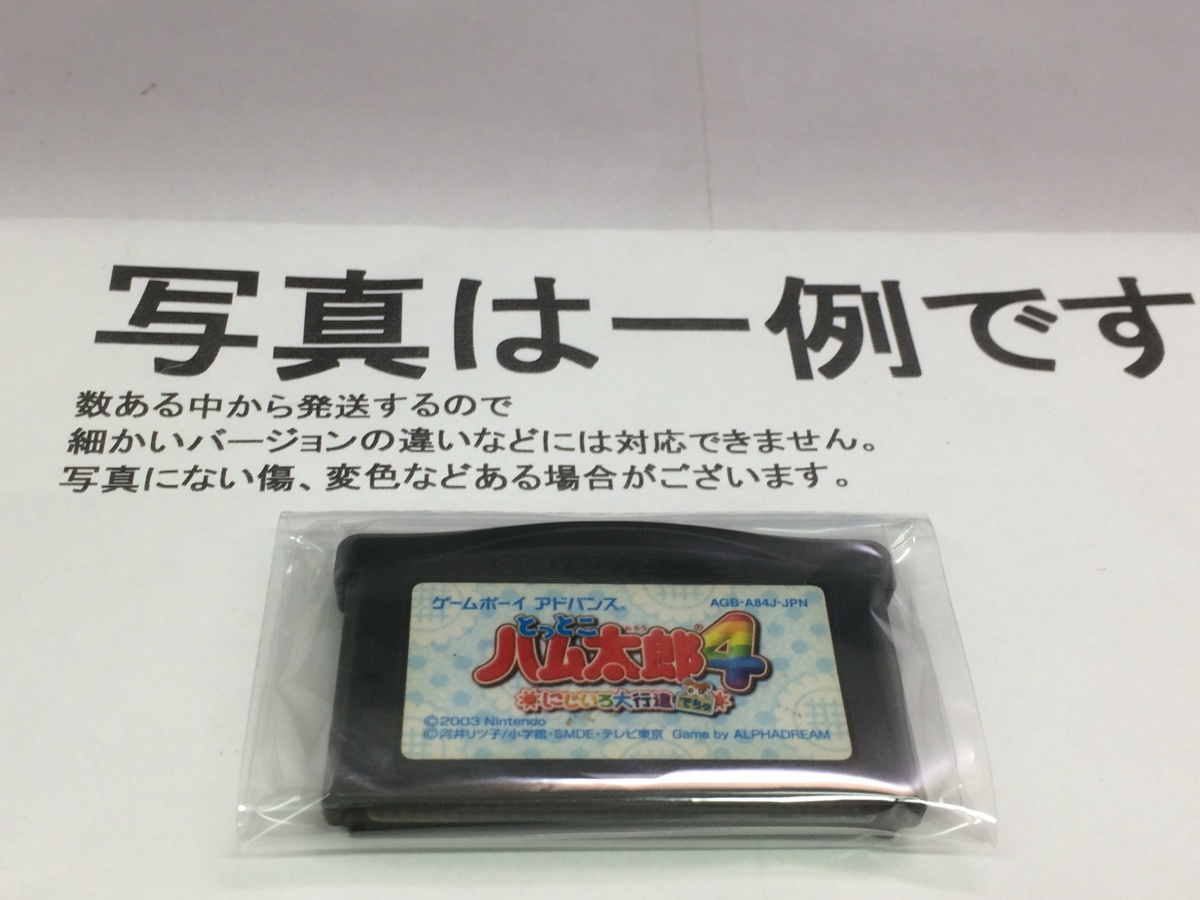 写真は一例です
数ある中から発送するので
細かいバージョンの違いなどには対応できません。
写真にない傷、変色などある場合がございます。
ゲームボーイ アドバンス® AGB-A84J-JPN
とっとこ
ハム太郎®4
にじいろ大行進でちゅ
©2003 Nintendo
©河井リツ子/小学館・SMDE・テレビ東京 Game by ALPHADREAM